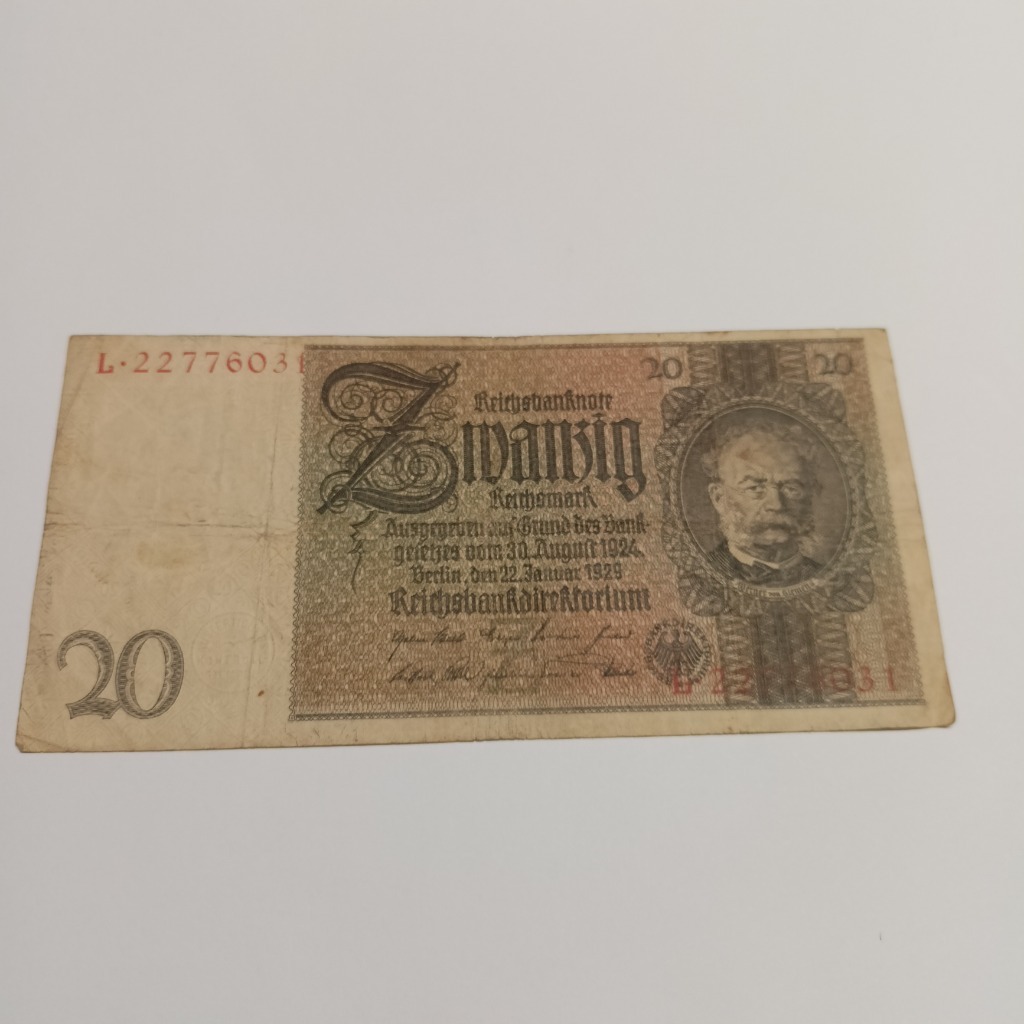 L·22776031
20 20
Reichsbanknote
Zwanzig
Reichsmark
Ausgegeben auf Grund des Bank-
gesetzes vom 30. August 1924.
Berlin, den 22. Januar 1929
Reichsbankdirektorium
20